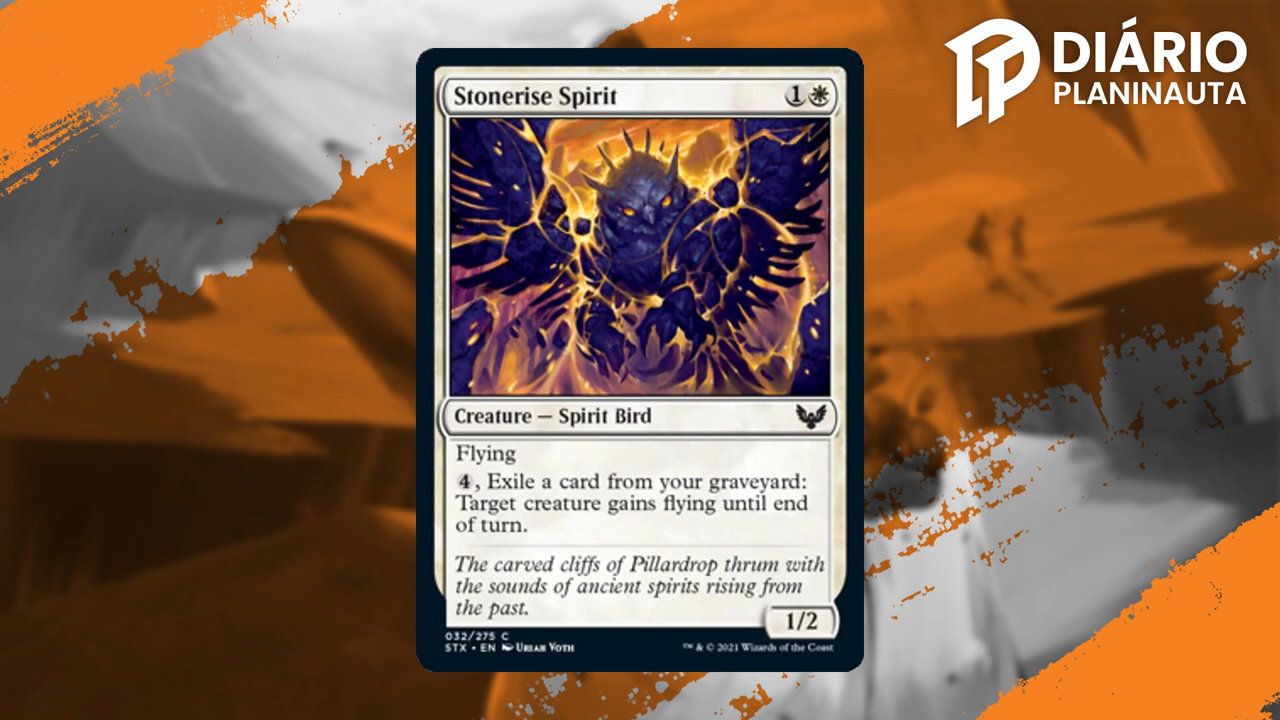 DIÁRIO
PLANINAUTA
Stonerise Spirit 1
Creature — Spirit Bird
Flying
4, Exile a card from your graveyard:
Target creature gains flying until end
of turn.
The carved cliffs of Pillardrop thrum with
the sounds of ancient spirits rising from
the past.
1/2
032/275 C
STX • EN Uriah Voth
™ & © 2021 Wizards of the Coast